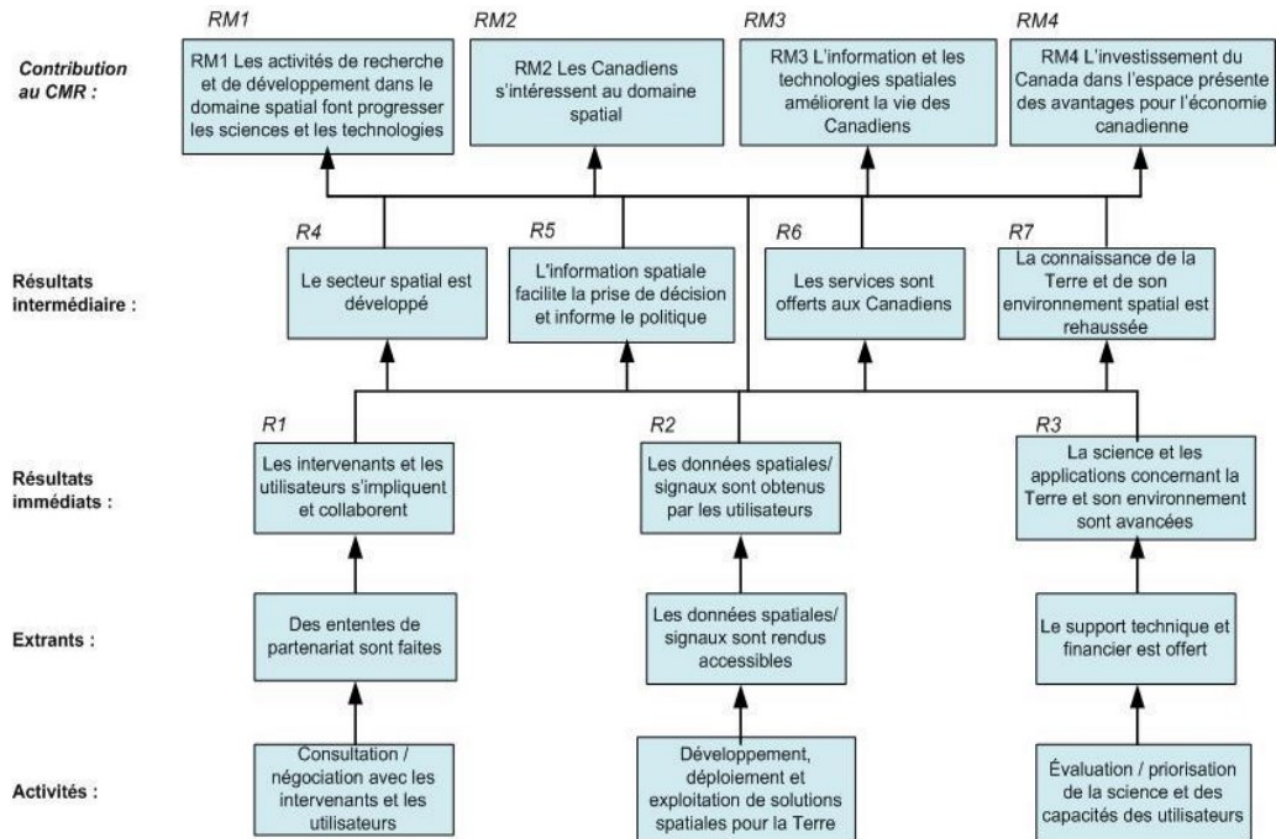 RM1
RM2
RM3
RM4
Contribution
au CMR :
RM1 Les activités de recherche
et de développement dans le
domaine spatial font progresser
les sciences et les technologies
RM2 Les Canadiens
s'intéressent au domaine
spatial
RM3 L'information et les
technologies spatiales
améliorent la vie des
Canadiens
RM4 L'investissement du
Canada dans l'espace présente
des avantages pour l'économie
canadienne
R4
R5
R6
R7
Résultats
intermédiaire :
Le secteur spatial est
développé
L'information spatiale
facilite la prise de décision
et informe le politique
Les services sont
offerts aux Canadiens
La connaissance de la
Terre et de son
environnement spatial est
rehaussée
R1
R2
R3
Résultats
immédiats :
Les intervenants et les
utilisateurs s'impliquent
et collaborent
Les données spatiales/
signaux sont obtenus
par les utilisateurs
La science et les
applications concernant la
Terre et son environnement
sont avancées
Extrants :
Des ententes de
partenariat sont faites
Les données spatiales/
signaux sont rendus
accessibles
Le support technique et
financier est offert
Activités :
Consultation /
négociation avec les
intervenants et les
utilisateurs
Développement,
déploiement et
exploitation de solutions
spatiales pour la Terre
Évaluation / priorisation
de la science et des
capacités des utilisateurs